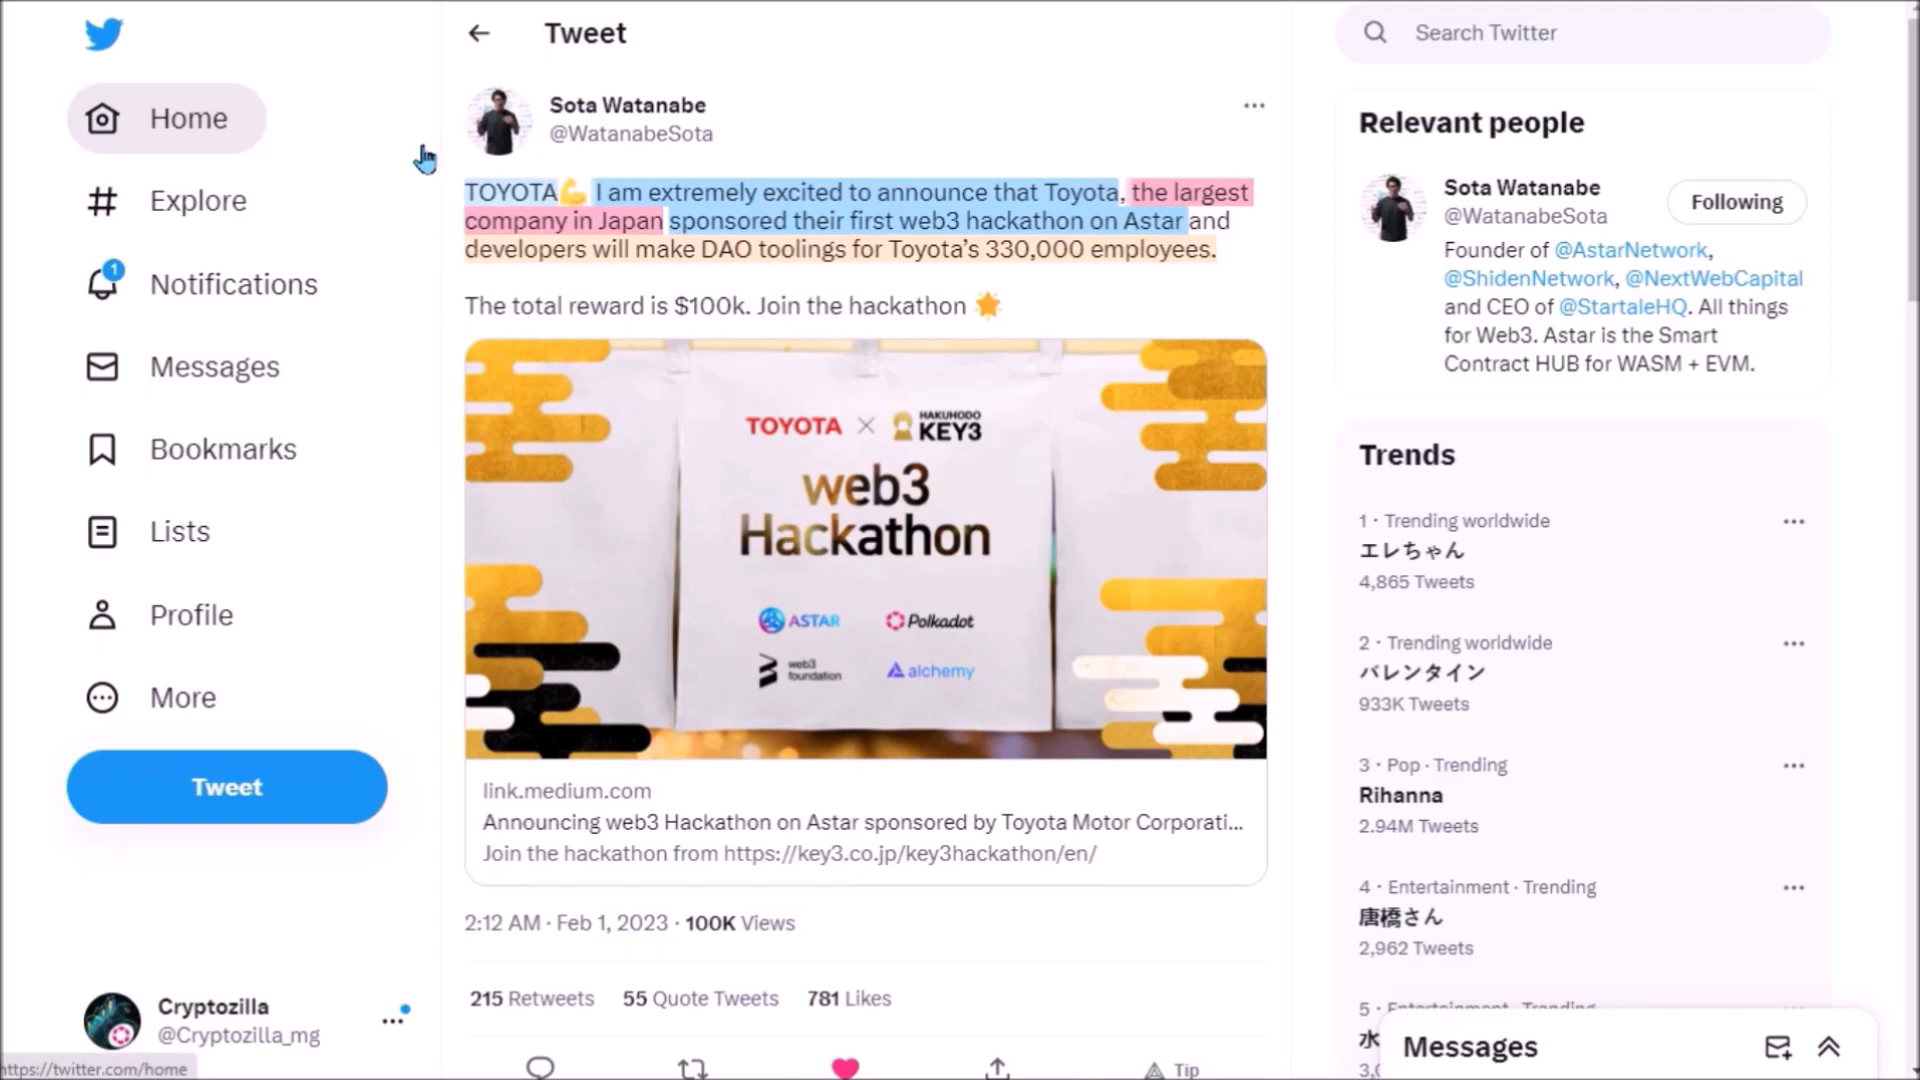 Home
Explore
1
Notifications
Messages
Bookmarks
Lists
Profile
More
Tweet
Cryptozilla
@Cryptozilla_mg
https://twitter.com/home
Tweet
Sota Watanabe
@WatanabeSota
TOYOTA💪 I am extremely excited to announce that Toyota, the largest
company in Japan sponsored their first web3 hackathon on Astar and
developers will make DAO toolings for Toyota’s 330,000 employees.
The total reward is $100k. Join the hackathon 🌟
TOYOTA × HAKUHODO KEY3
web3
Hackathon
ASTAR Polkadot
web3 foundation alchemy
link.medium.com
Announcing web3 Hackathon on Astar sponsored by Toyota Motor Corporati...
Join the hackathon from https://key3.co.jp/key3hackathon/en/
2:12 AM · Feb 1, 2023 · 100K Views
215 Retweets 55 Quote Tweets 781 Likes
Tip
Search Twitter
Relevant people
Sota Watanabe
@WatanabeSota
Following
Founder of @AstarNetwork,
@ShidenNetwork, @NextWebCapital
and CEO of @StartaleHQ. All things
for Web3. Astar is the Smart
Contract HUB for WASM + EVM.
Trends
1 · Trending worldwide
エレちゃん
4,865 Tweets
2 · Trending worldwide
バレンタイン
933K Tweets
3 · Pop · Trending
Rihanna
2.94M Tweets
4 · Entertainment · Trending
唐橋さん
2,962 Tweets
5 · Entertainment · Trending
Messages